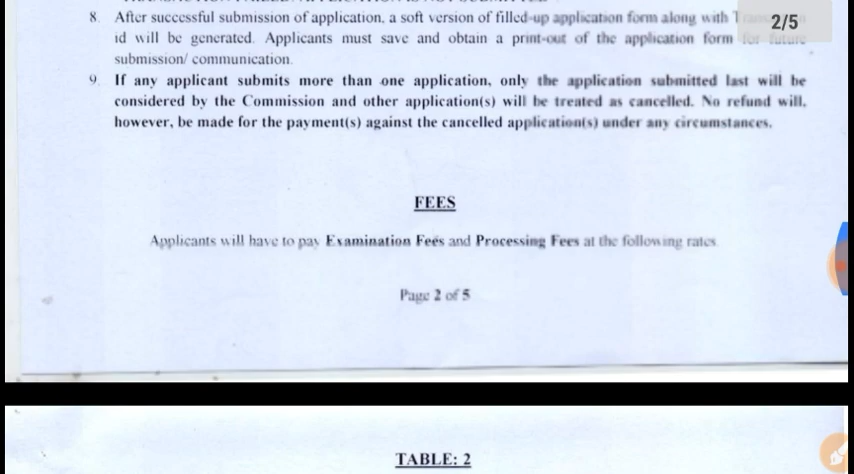 8. After successful submission of application, a soft version of filled-up application form along with
2/5
id will be generated. Applicants must save and obtain a print-out of the application form for future
submission/ communication.
9. If any applicant submits more than one application, only the application submitted last will be
considered by the Commission and other application(s) will be treated as cancelled. No refund will,
however, be made for the payment(s) against the cancelled application(s) under any circumstances.
FEES
Applicants will have to pay Examination Fees and Processing Fees at the following rates
Page 2 of 5
TABLE: 2